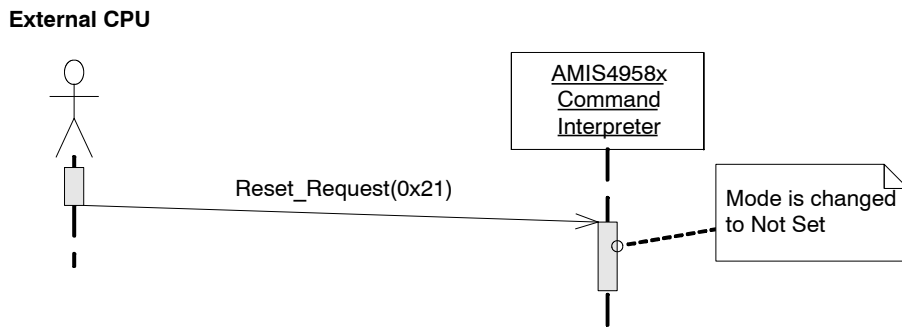 External CPU
AMIS4958x
Command
Interpreter
Reset_Request(0x21)
Mode is changed
to Not Set